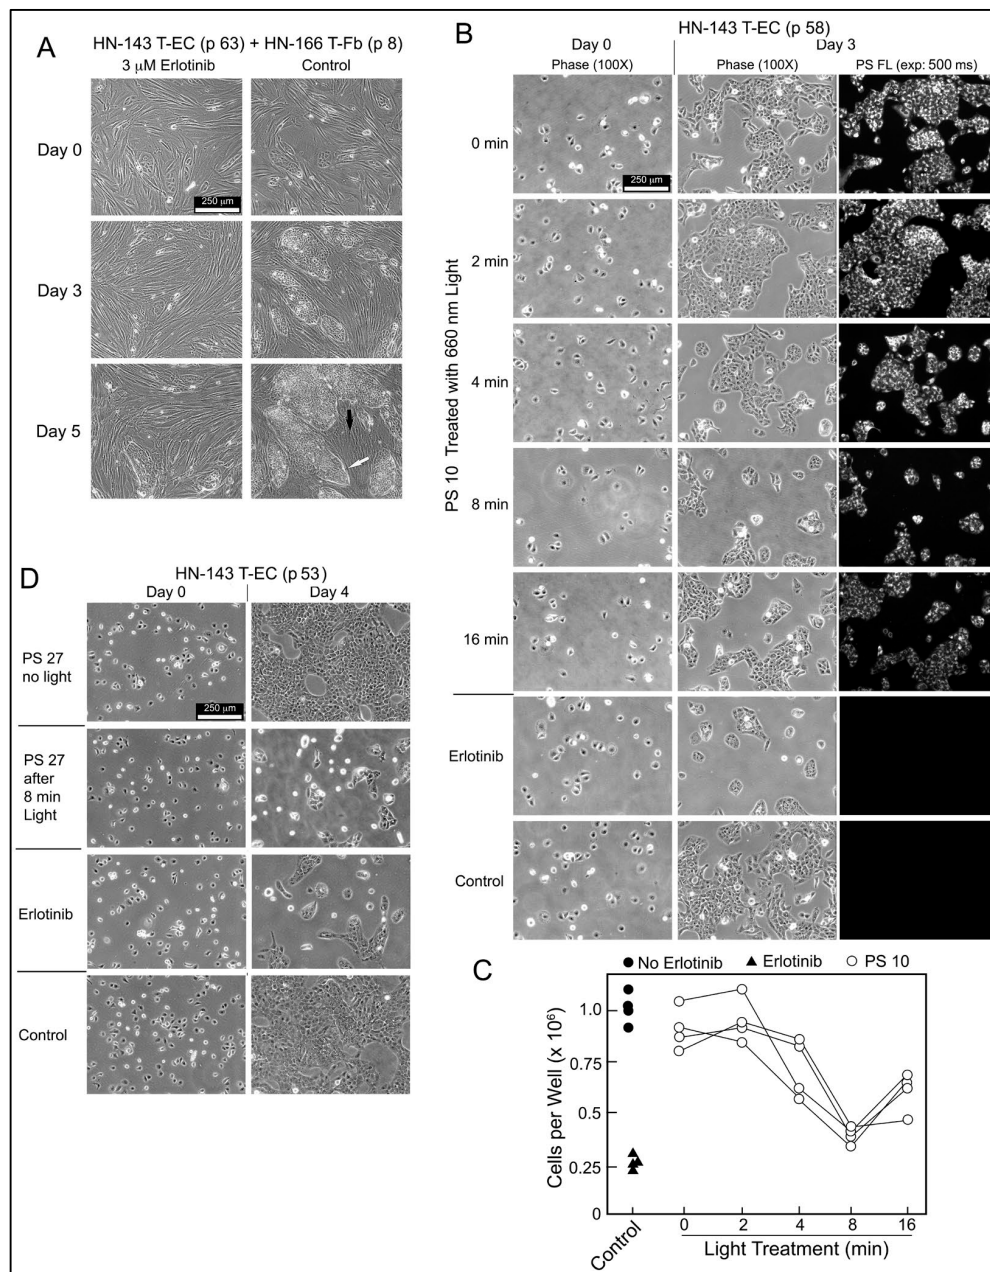 A
HN-143 T-EC (p 63) + HN-166 T-Fb (p 8)
3 μM Erlotinib Control
Day 0
250 μm
Day 3
Day 5
B
HN-143 T-EC (p 58)
Day 0 Day 3
Phase (100X) Phase (100X) PS FL (exp: 500 ms)
PS 10 Treated with 660 nm Light
0 min
250 μm
2 min
4 min
8 min
16 min
Erlotinib
Control
D
HN-143 T-EC (p 53)
Day 0 Day 4
PS 27
no light
250 μm
PS 27
after
8 min
Light
Erlotinib
Control
C
No Erlotinib Erlotinib PS 10
Cells per Well (x 10⁶)
1.0
0.75
0.5
0.25
0
Control
0 2 4 8 16
Light Treatment (min)